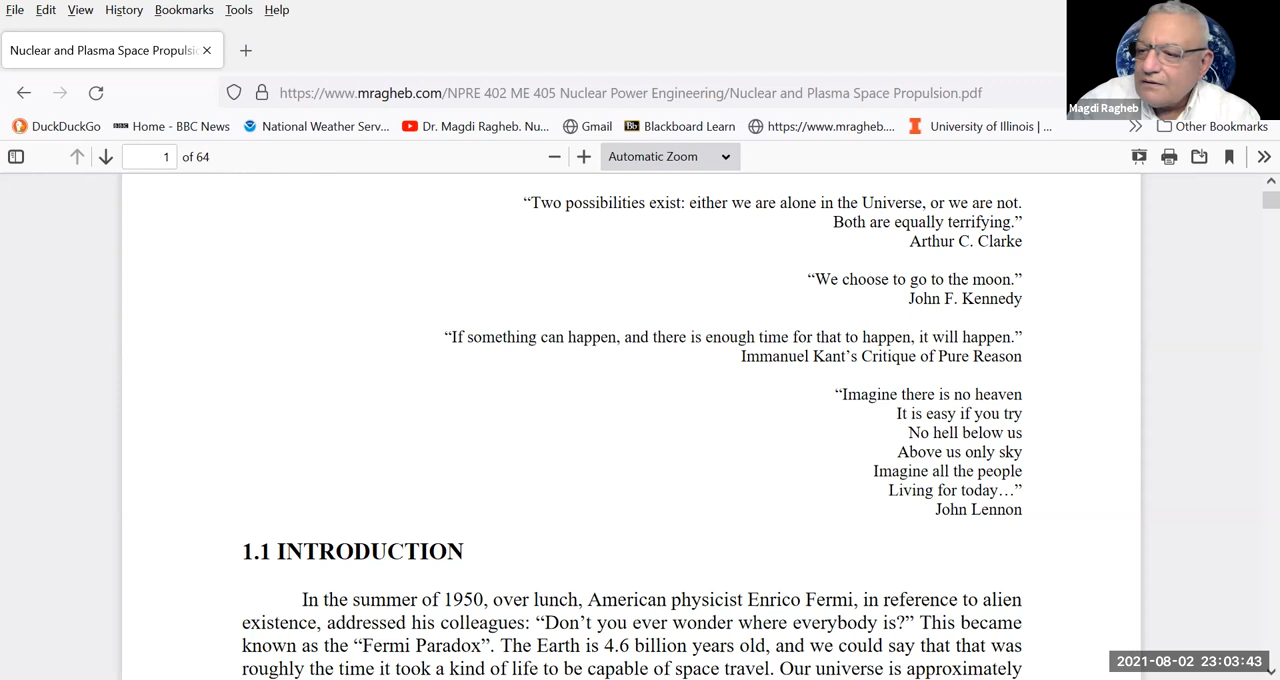 File Edit View History Bookmarks Tools Help
Nuclear and Plasma Space Propulsi
https://www.mragheb.com/NPRE 402 ME 405 Nuclear Power Engineering/Nuclear and Plasma Space Propulsion.pdf
Magdi Ragheb
DuckDuckGo BBC Home - BBC News National Weather Serv... Dr. Magdi Ragheb. Nu... Gmail Bb Blackboard Learn https://www.mragheb.... I University of Illinois |... Other Bookmarks
1 of 64 Automatic Zoom
“Two possibilities exist: either we are alone in the Universe, or we are not.
Both are equally terrifying.”
Arthur C. Clarke
“We choose to go to the moon.”
John F. Kennedy
“If something can happen, and there is enough time for that to happen, it will happen.”
Immanuel Kant’s Critique of Pure Reason
“Imagine there is no heaven
It is easy if you try
No hell below us
Above us only sky
Imagine all the people
Living for today…”
John Lennon
1.1 INTRODUCTION
In the summer of 1950, over lunch, American physicist Enrico Fermi, in reference to alien
existence, addressed his colleagues: “Don’t you ever wonder where everybody is?” This became
known as the “Fermi Paradox”. The Earth is 4.6 billion years old, and we could say that that was
roughly the time it took a kind of life to be capable of space travel. Our universe is approximately
2021-08-02 23:03:43